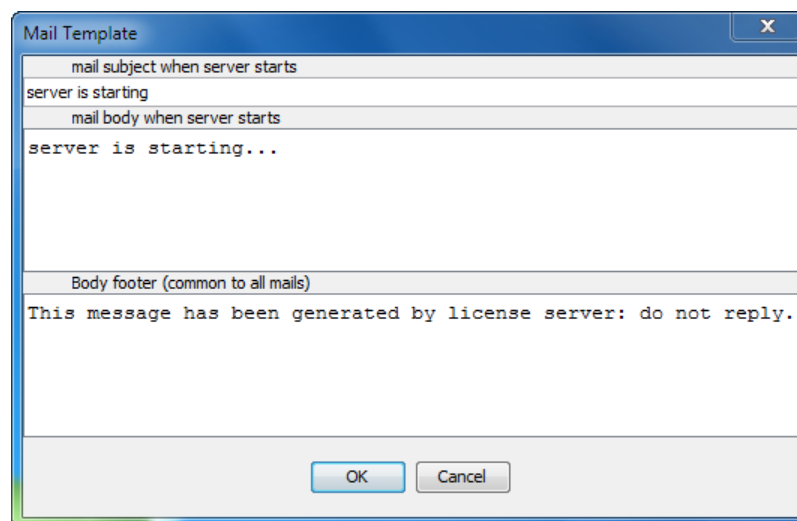 Mail Template
mail subject when server starts
server is starting
mail body when server starts
server is starting...
Body footer (common to all mails)
This message has been generated by license server: do not reply.
OK
Cancel